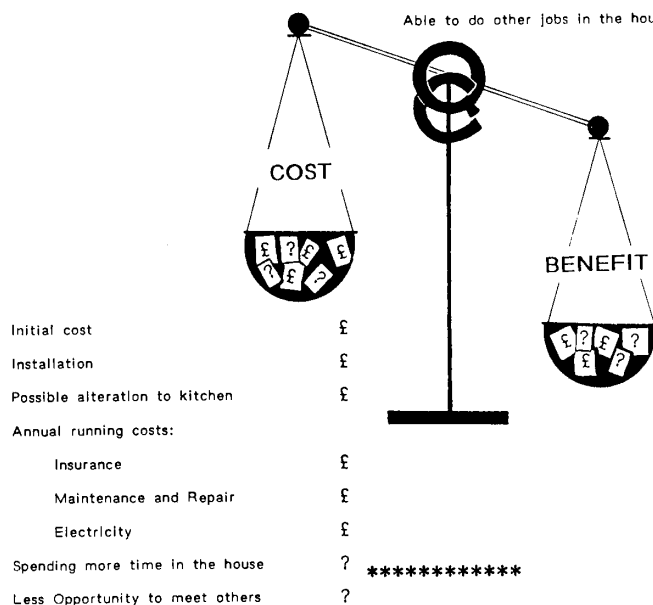 Able to do other jobs in the hou
COST
£ ? £ £
? £ ?
BENEFIT
£ ? £ ?
£ ?
Initial cost £
Installation £
Possible alteration to kitchen £
Annual running costs:
Insurance £
Maintenance and Repair £
Electricity £
Spending more time in the house ? ************
Less Opportunity to meet others ?